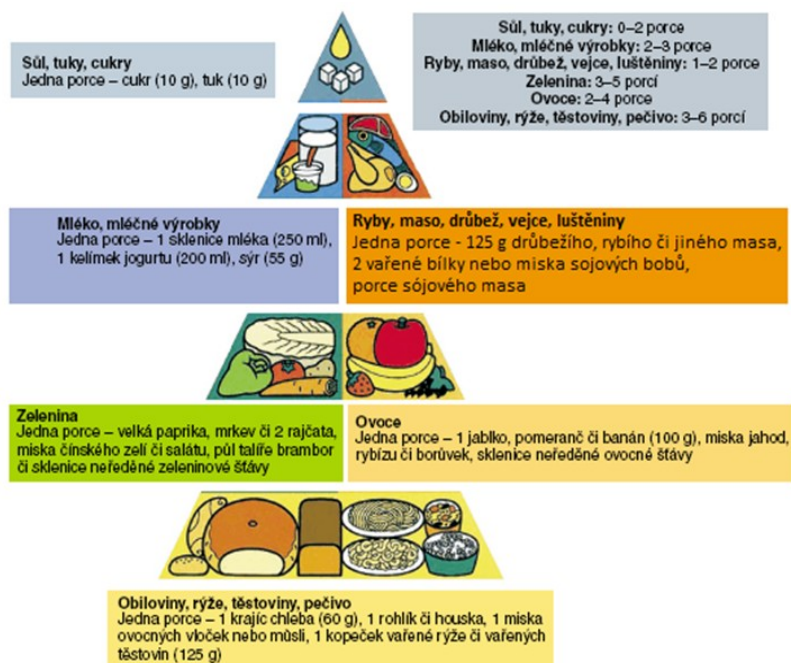 Sůl, tuky, cukry
Jedna porce – cukr (10 g), tuk (10 g)
Sůl, tuky, cukry: 0–2 porce
Mléko, mléčné výrobky: 2–3 porce
Ryby, maso, drůbež, vejce, luštěniny: 1–2 porce
Zelenina: 3–5 porcí
Ovoce: 2–4 porce
Obiloviny, rýže, těstoviny, pečivo: 3–6 porcí
Mléko, mléčné výrobky
Jedna porce – 1 sklenice mléka (250 ml),
1 kelímek jogurtu (200 ml), sýr (55 g)
Ryby, maso, drůbež, vejce, luštěniny
Jedna porce - 125 g drůbežího, rybího či jiného masa,
2 vařené bílky nebo miska sojových bobů,
porce sójového masa
Zelenina
Jedna porce – velká paprika, mrkev či 2 rajčata,
miska čínského zelí či salátu, půl talíře brambor
či sklenice neředěné zeleninové šťávy
Ovoce
Jedna porce – 1 jablko, pomeranč či banán (100 g), miska jahod,
rybízu či borůvek, sklenice neředěné ovocné šťávy
Obiloviny, rýže, těstoviny, pečivo
Jedna porce – 1 krajíc chleba (60 g), 1 rohlík či houska, 1 miska
ovocných vloček nebo műsli, 1 kopeček vařené rýže či vařených
těstovin (125 g)